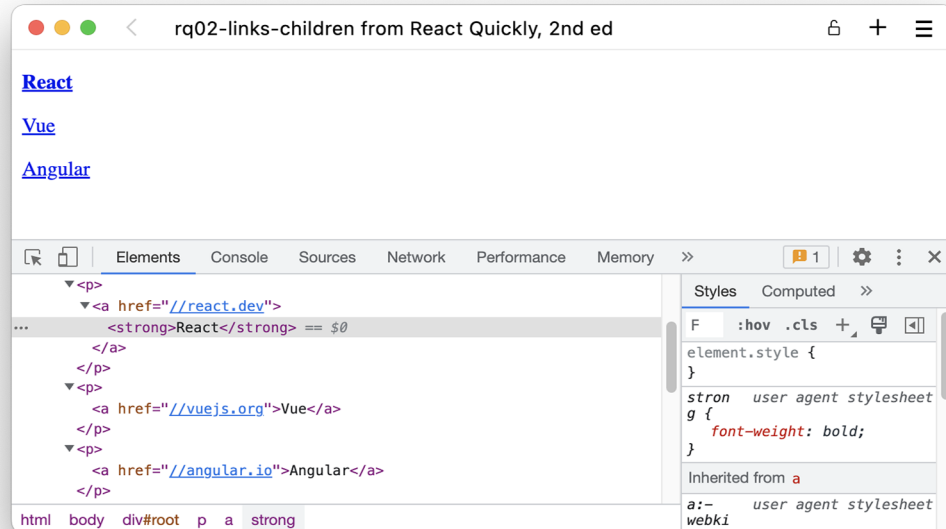 rq02-links-children from React Quickly, 2nd ed
React
Vue
Angular
Elements Console Sources Network Performance Memory » 1
▼<p>
▼<a href="//react.dev">
··· <strong>React</strong> == $0
</a>
</p>
▼<p>
<a href="//vuejs.org">Vue</a>
</p>
▼<p>
<a href="//angular.io">Angular</a>
</p>
html body div#root p a strong
Styles Computed »
F :hov .cls +
element.style {
}
stron user agent stylesheet
g {
font-weight: bold;
}
Inherited from a
a:- user agent stylesheet
webki